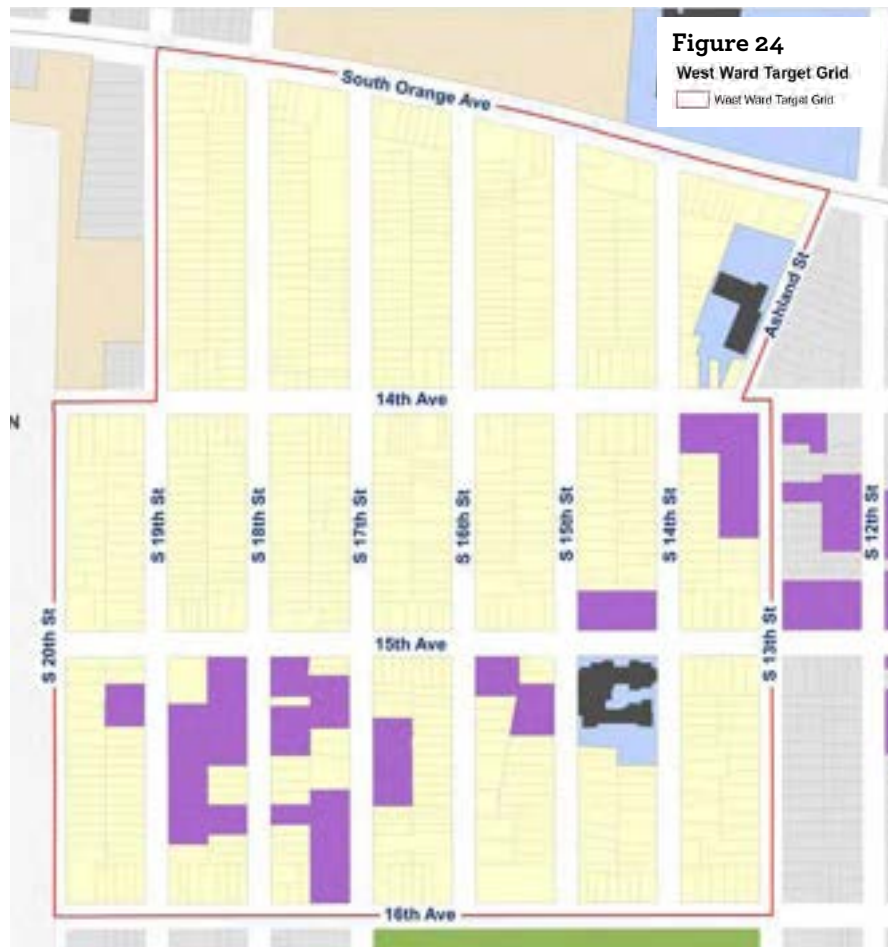 Figure 24
West Ward Target Grid
West Ward Target Grid
South Orange Ave
Ashland St
14th Ave
N
S 19th St
S 18th St
S 17th St
S 16th St
S 15th St
S 14th St
S 12th St
S 20th St
15th Ave
S 13th St
16th Ave